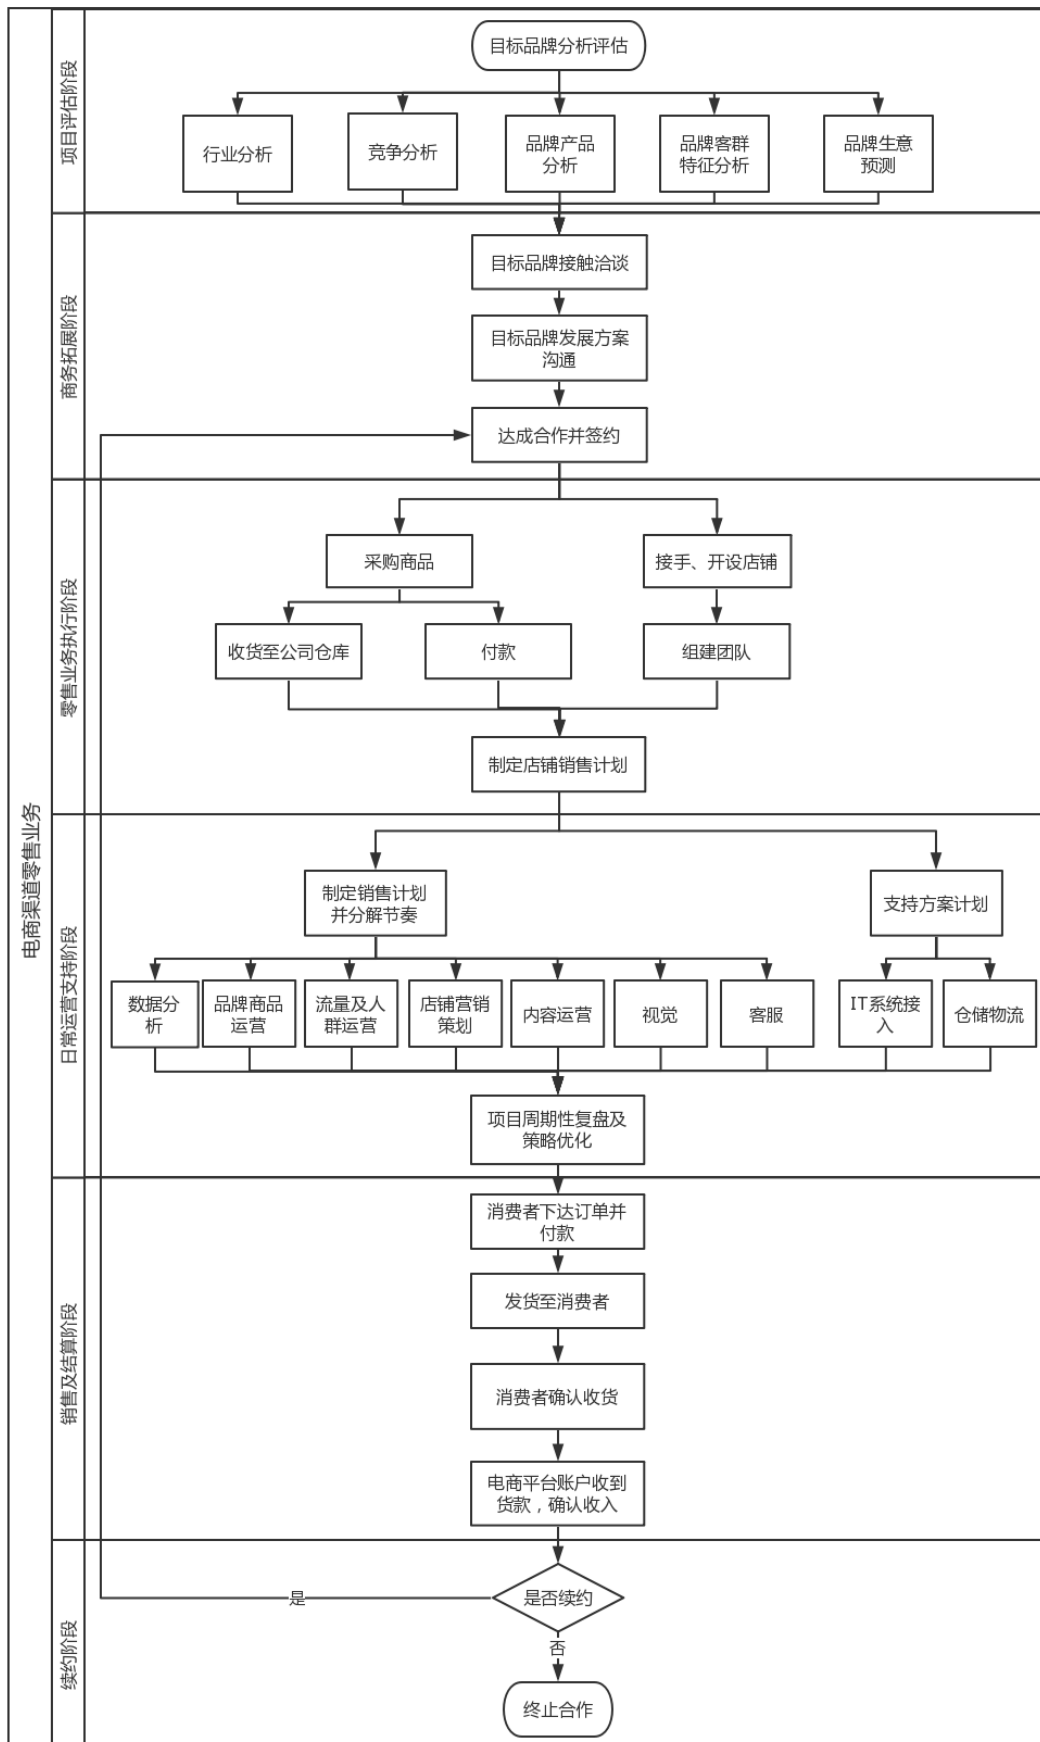 电商渠道零售业务
项目评估阶段
目标品牌分析评估
行业分析
竞争分析
品牌产品
分析
品牌客群
特征分析
品牌生意
预测
商务拓展阶段
目标品牌接触洽谈
目标品牌发展方案
沟通
达成合作并签约
零售业务执行阶段
采购商品
接手、开设店铺
收货至公司仓库
付款
组建团队
制定店铺销售计划
日常运营支持阶段
制定销售计划
并分解节奏
支持方案计划
数据分
析
品牌商品
运营
流量及人
群运营
店铺营销
策划
内容运营
视觉
客服
IT系统接
入
仓储物流
项目周期性复盘及
策略优化
销售及结算阶段
消费者下达订单并
付款
发货至消费者
消费者确认收货
电商平台账户收到
货款，确认收入
续约阶段
是否续约
是
否
终止合作